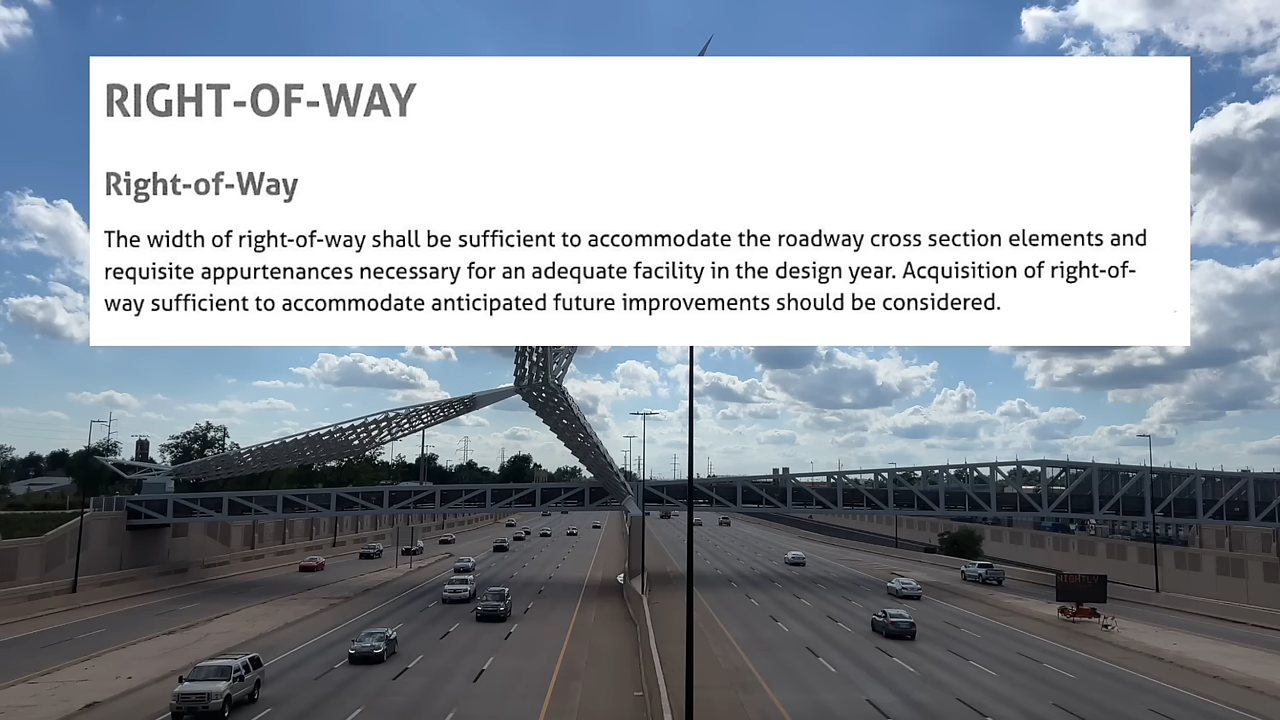 RIGHT-OF-WAY
Right-of-Way
The width of right-of-way shall be sufficient to accommodate the roadway cross section elements and
requisite appurtenances necessary for an adequate facility in the design year. Acquisition of right-of-
way sufficient to accommodate anticipated future improvements should be considered.
NIGHTLY